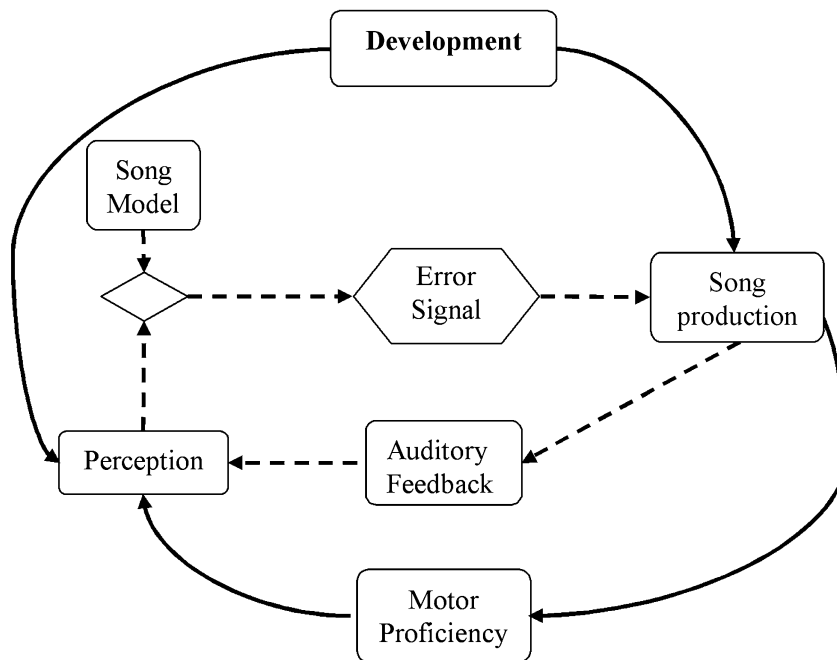 Development
Song
Model
Error
Signal
Song
production
Perception
Auditory
Feedback
Motor
Proficiency